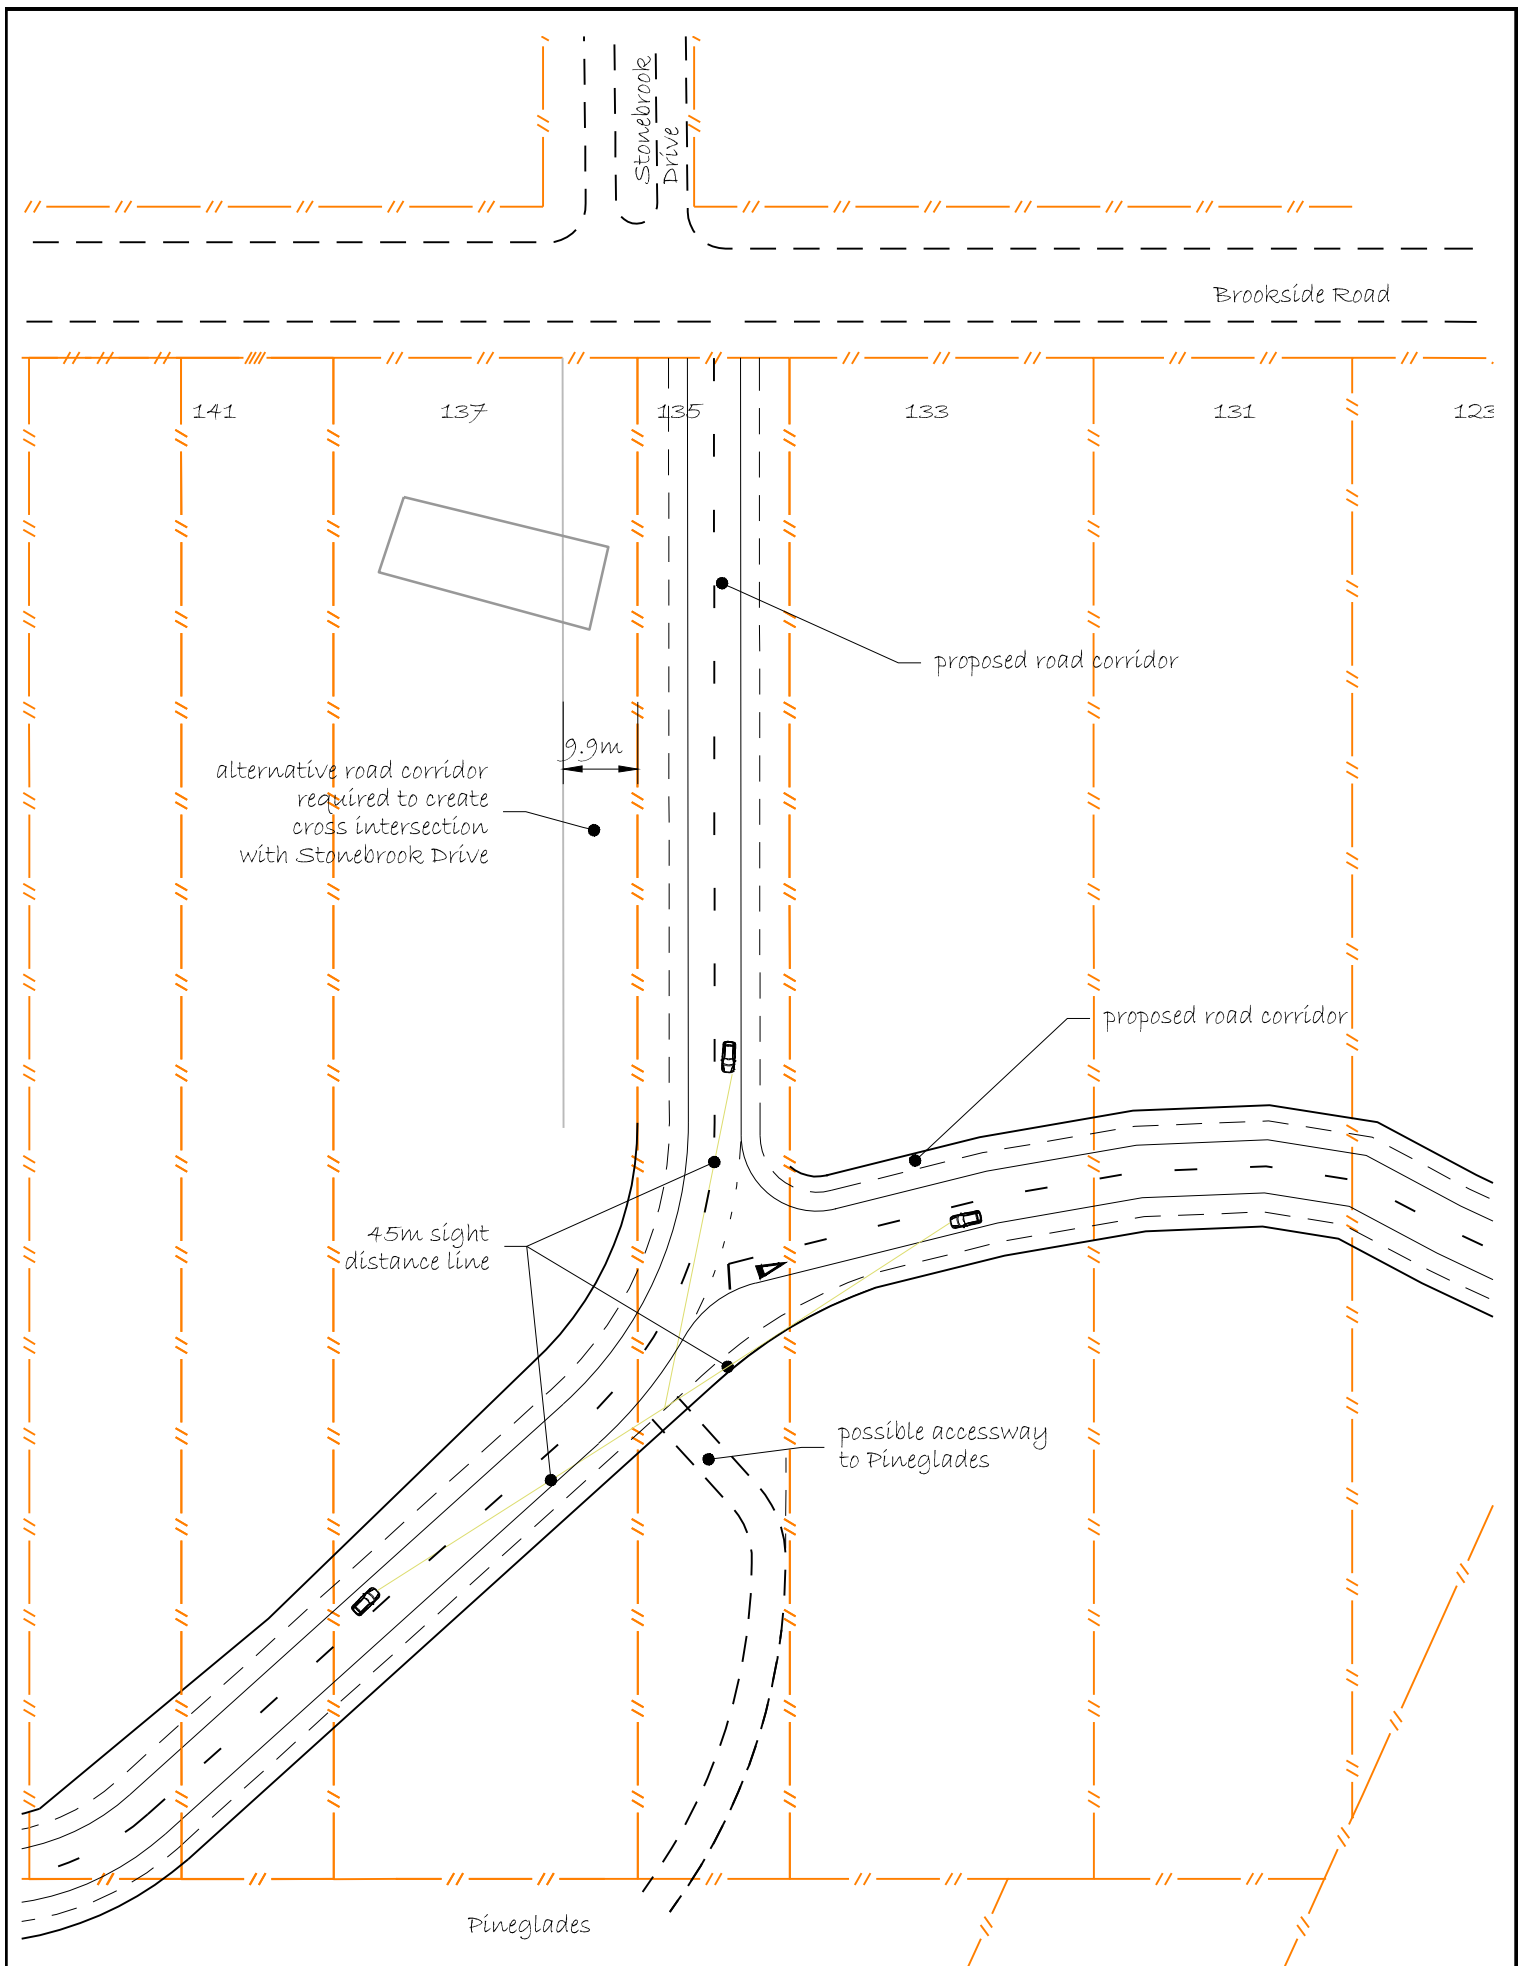 Stonebrook
Drive
Brookside Road
141
137
135
133
131
123
proposed road corridor
9.9m
alternative road corridor
required to create
cross intersection
with Stonebrook Drive
proposed road corridor
45m sight
distance line
possible accessway
to Pineglades
Pineglades